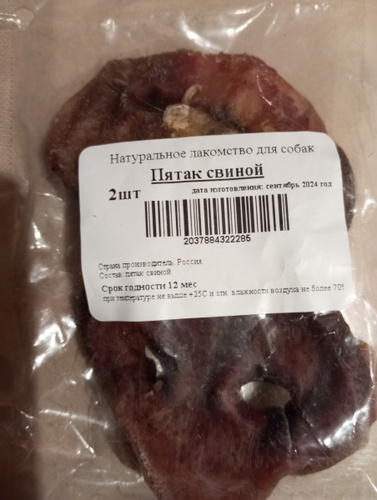 Натуральное лакомство для собак
Пятак свиной
2шт
дата изготовления: сентябрь 2024 год
2037884322285
Страна производитель: Россия
Состав: пятак свиной
Срок годности 12 мес
при температуре не выше +25С и отн. влажности воздуха не более 70%